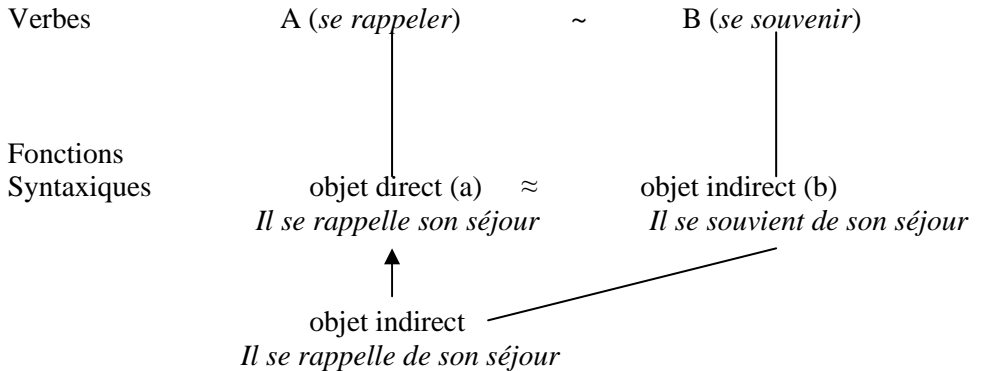 Verbes A (se rappeler) ~ B (se souvenir)
Fonctions
Syntaxiques objet direct (a) ≈ objet indirect (b)
Il se rappelle son séjour Il se souvient de son séjour
objet indirect
Il se rappelle de son séjour